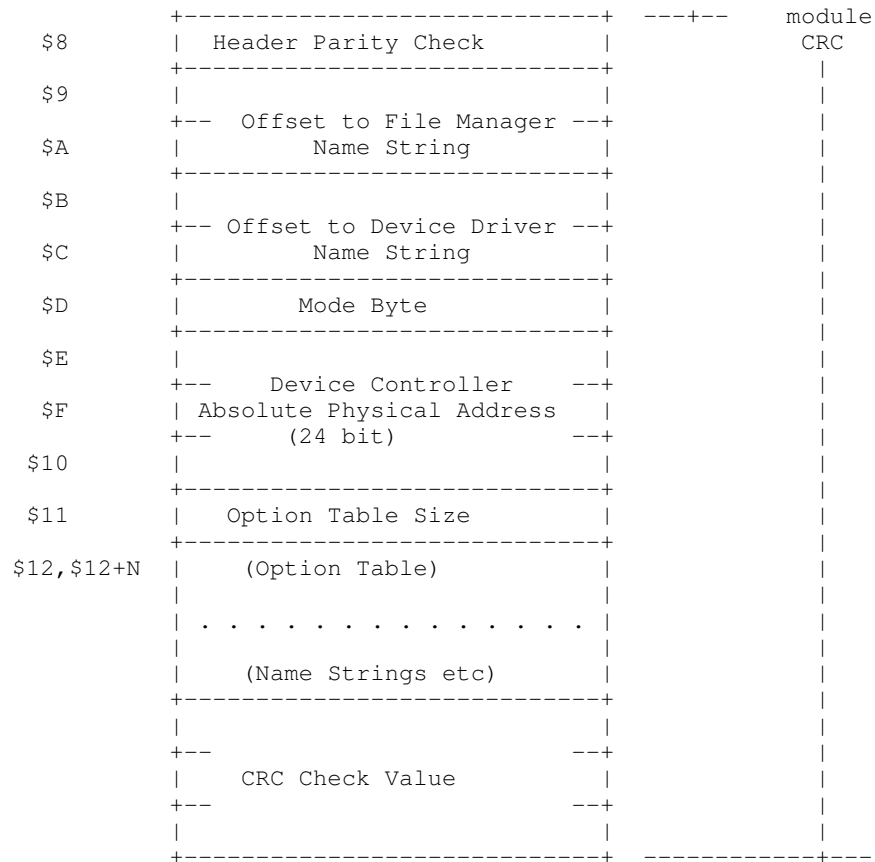 +-----------------------------+ ---+-- module
$8 | Header Parity Check | CRC
+-----------------------------+ |
$9 | | |
+-- Offset to File Manager --+ |
$A | Name String | |
+-----------------------------+ |
$B | | |
+-- Offset to Device Driver --+ |
$C | Name String | |
+-----------------------------+ |
$D | Mode Byte | |
+-----------------------------+ |
$E | | |
+-- Device Controller --+ |
$F | Absolute Physical Address | |
+-- (24 bit) --+ |
$10 | | |
+-----------------------------+ |
$11 | Option Table Size | |
+-----------------------------+ |
$12,$12+N | (Option Table) | |
| | |
| . . . . . . . . . . . . . . | |
| | |
| (Name Strings etc) | |
+-----------------------------+ |
| | |
+-- --+ |
| CRC Check Value | |
+-- --+ |
| | |
+-----------------------------+ ------------+---